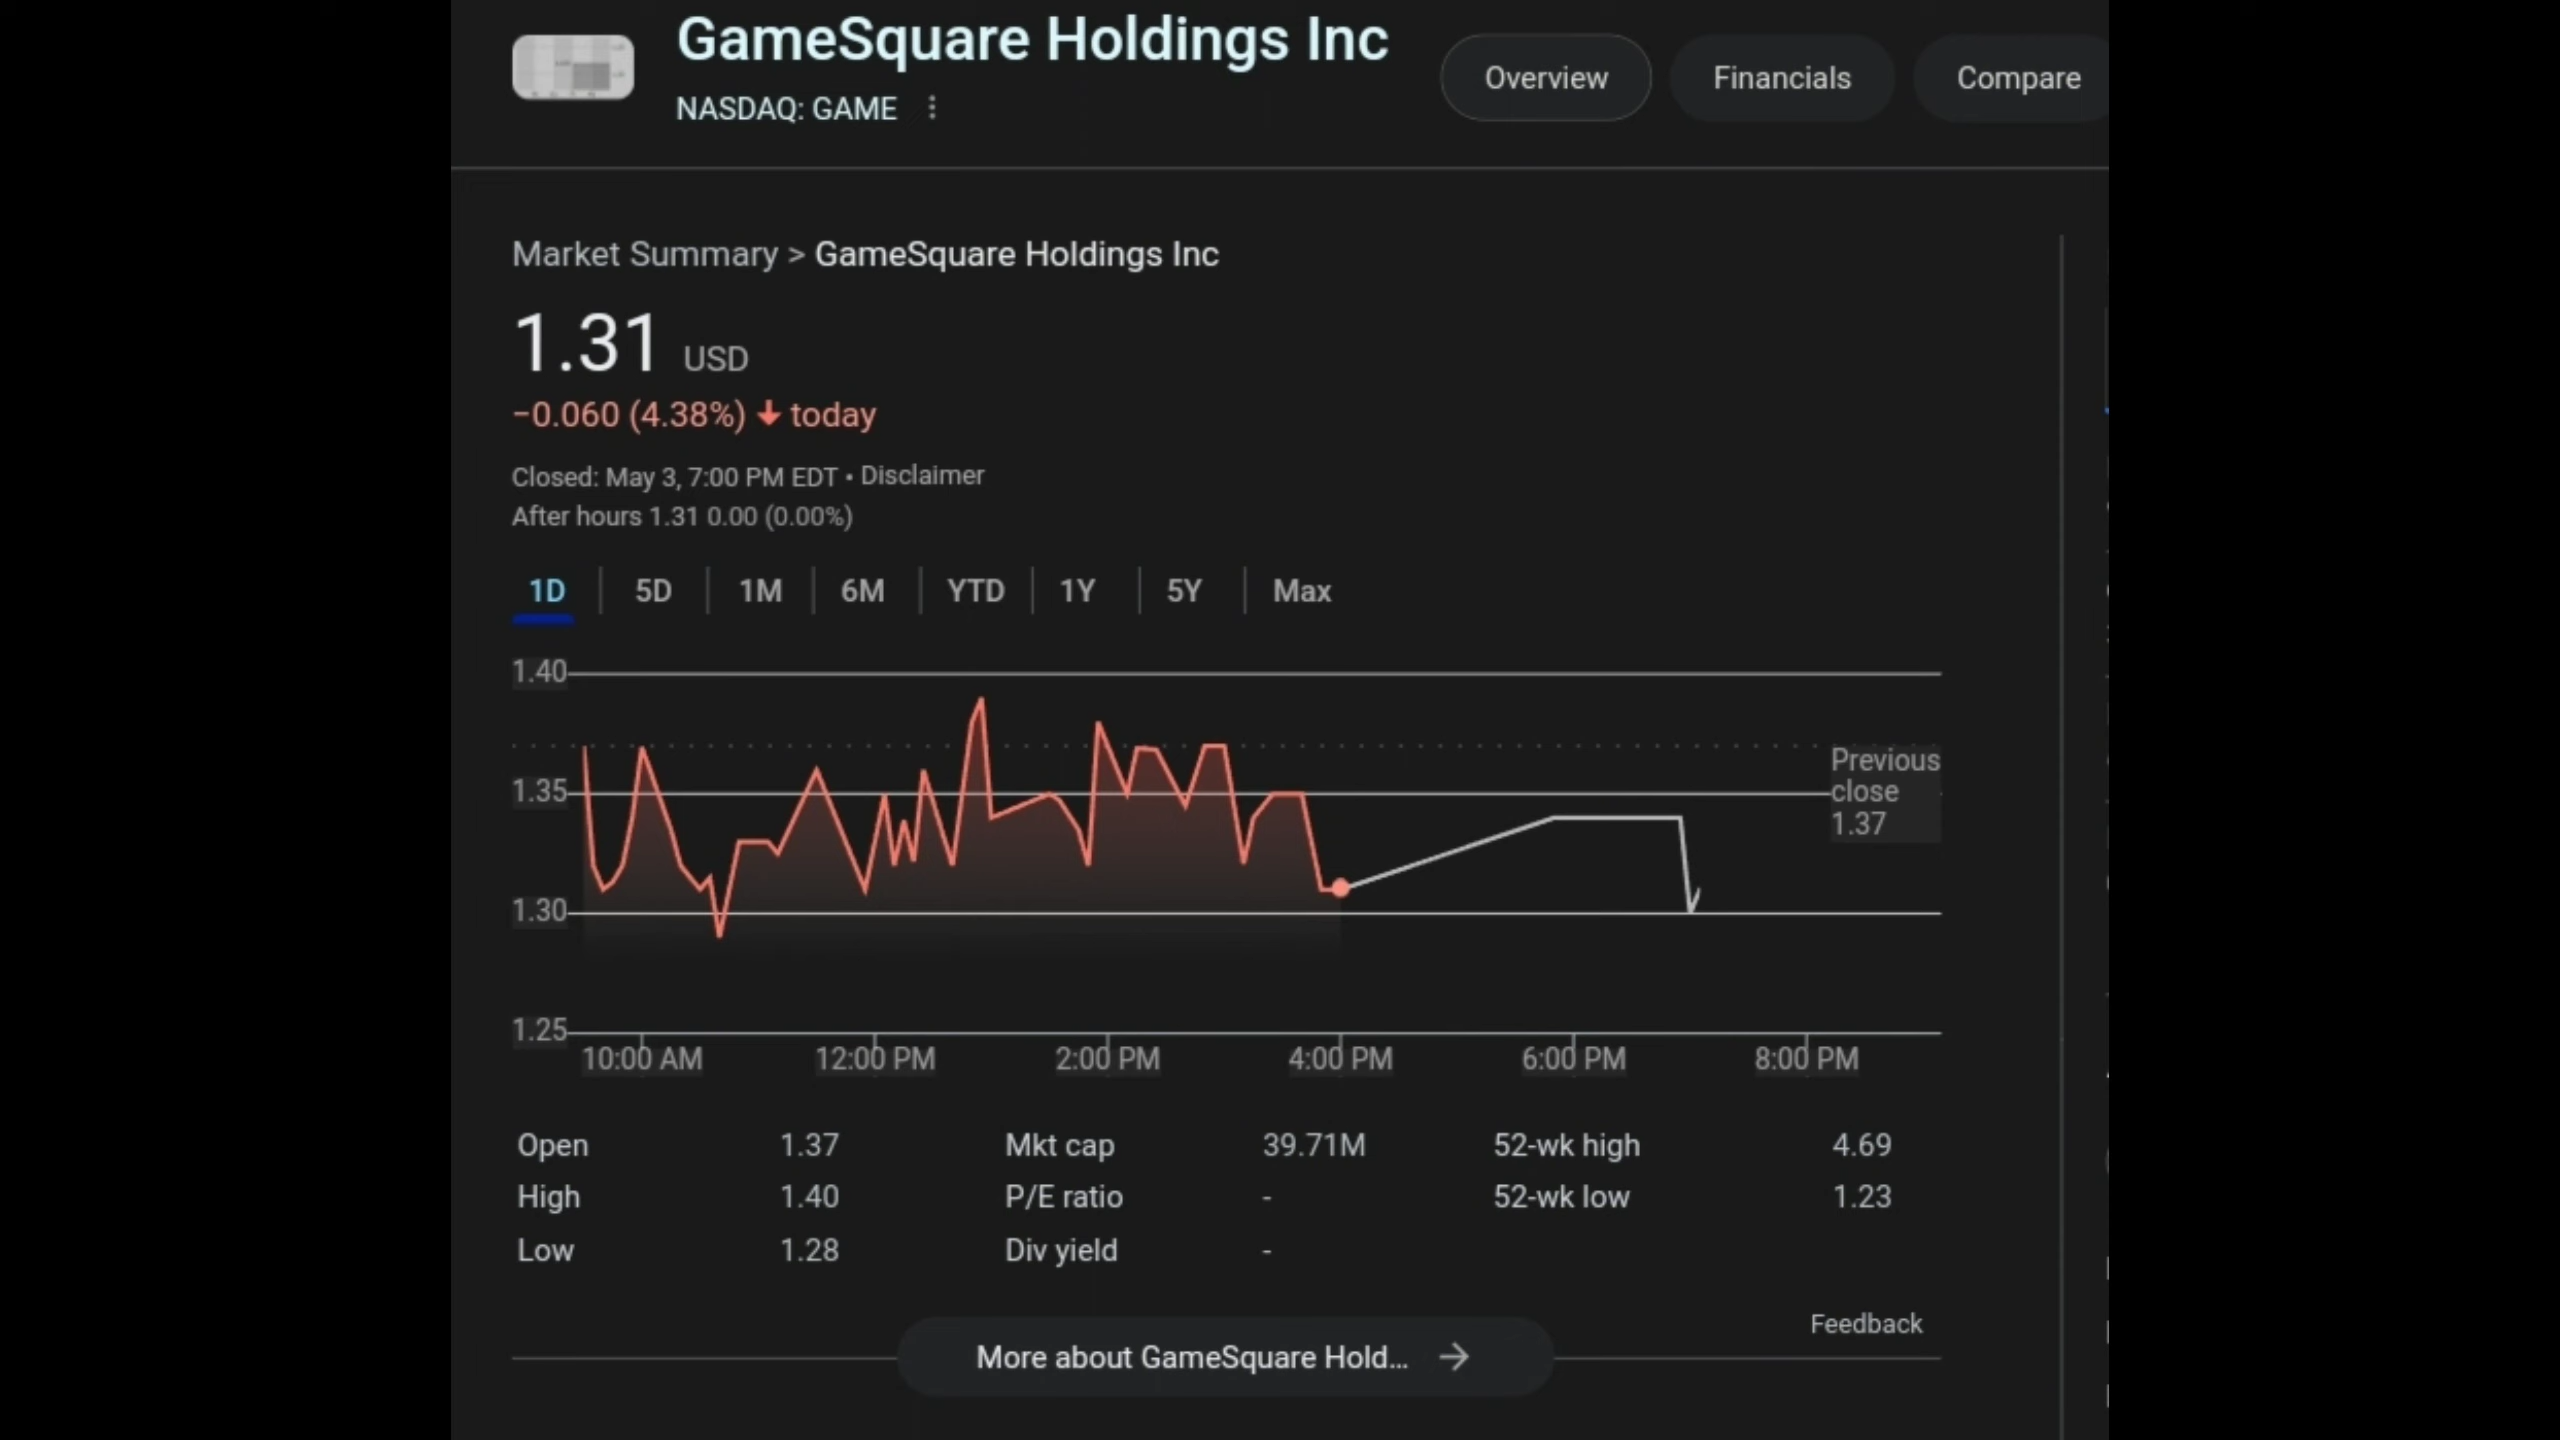 GameSquare Holdings Inc
NASDAQ: GAME
Overview
Financials
Compare
Market Summary > GameSquare Holdings Inc
1.31 USD
−0.060 (4.38%) ↓ today
Closed: May 3, 7:00 PM EDT • Disclaimer
After hours 1.31 0.00 (0.00%)
1D 5D 1M 6M YTD 1Y 5Y Max
1.40
1.35
1.30
1.25
Previous
close
1.37
10:00 AM 12:00 PM 2:00 PM 4:00 PM 6:00 PM 8:00 PM
Open 1.37 Mkt cap 39.71M 52-wk high 4.69
High 1.40 P/E ratio - 52-wk low 1.23
Low 1.28 Div yield -
Feedback
More about GameSquare Hold... →